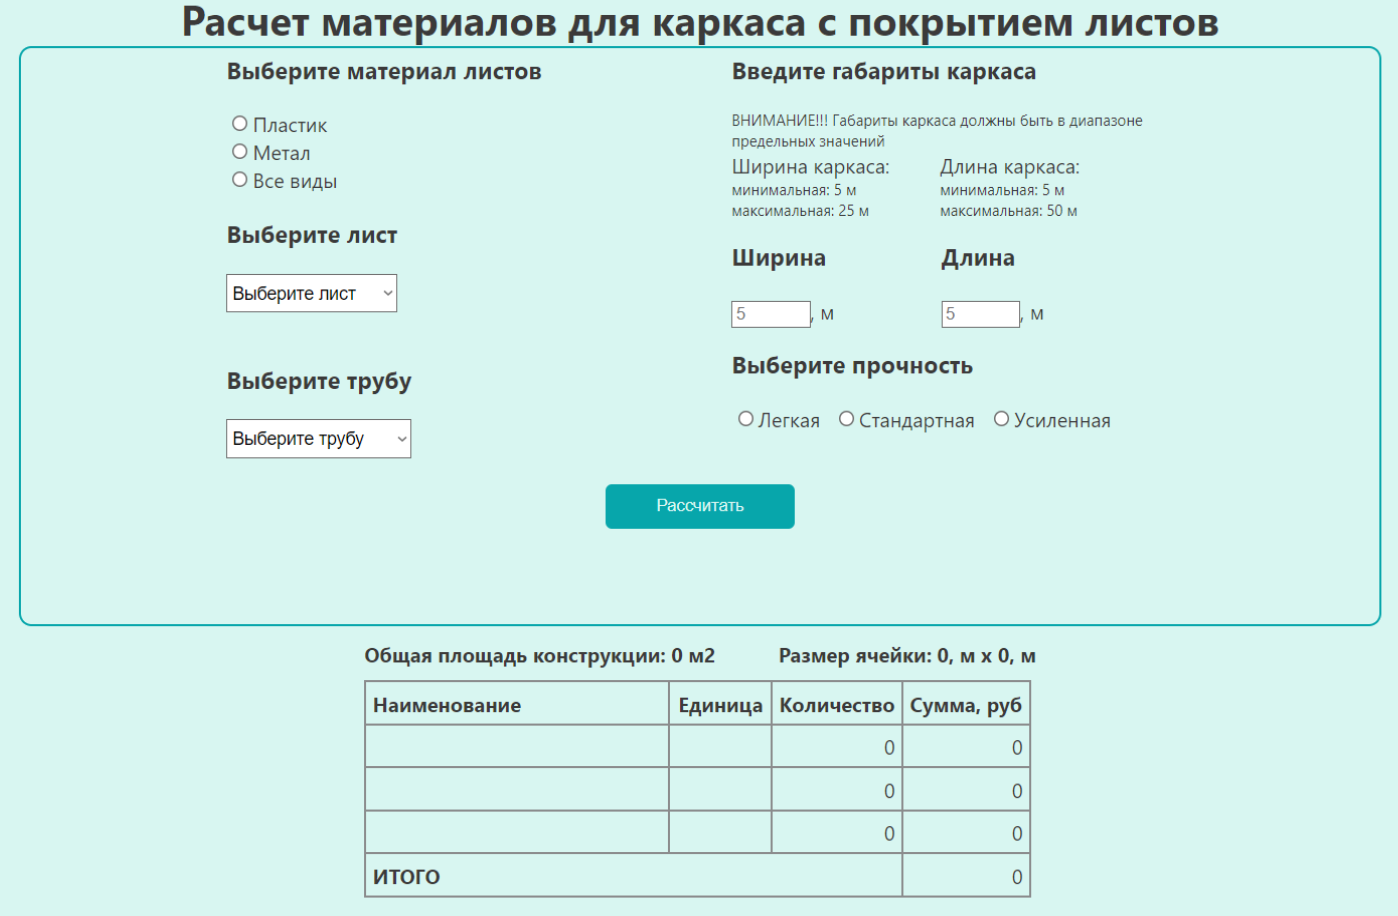 Расчет материалов для каркаса с покрытием листов
Выберите материал листов
Пластик
Метал
Все виды
Выберите лист
Выберите лист
Выберите трубу
Выберите трубу
Введите габариты каркаса
ВНИМАНИЕ!!! Габариты каркаса должны быть в диапазоне
предельных значений
Ширина каркаса: Длина каркаса:
минимальная: 5 м минимальная: 5 м
максимальная: 25 м максимальная: 50 м
Ширина Длина
5, м 5, м
Выберите прочность
Легкая Стандартная Усиленная
Рассчитать
Общая площадь конструкции: 0 м2 Размер ячейки: 0, м x 0, м
Наименование Единица Количество Сумма, руб
0 0
0 0
0 0
ИТОГО 0